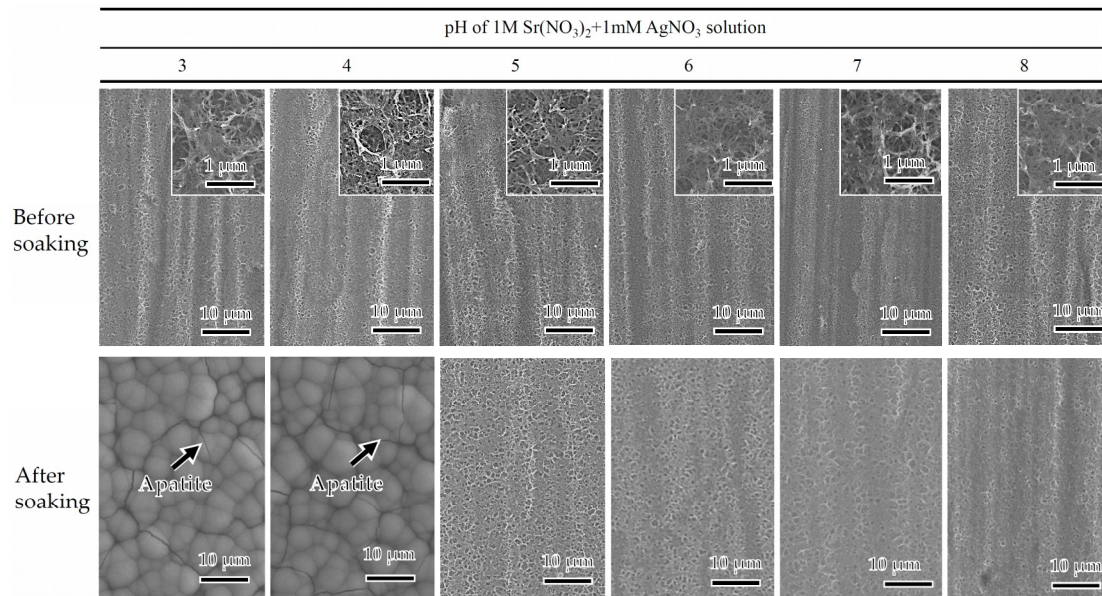 pH of 1M Sr(NO₃)₂+1mM AgNO₃ solution
3 4 5 6 7 8
1 μm 1 μm 1 μm 1 μm 1 μm 1 μm
Before
soaking
10 μm 10 μm 10 μm 10 μm 10 μm 10 μm
Apatite Apatite
After
soaking
10 μm 10 μm 10 μm 10 μm 10 μm 10 μm